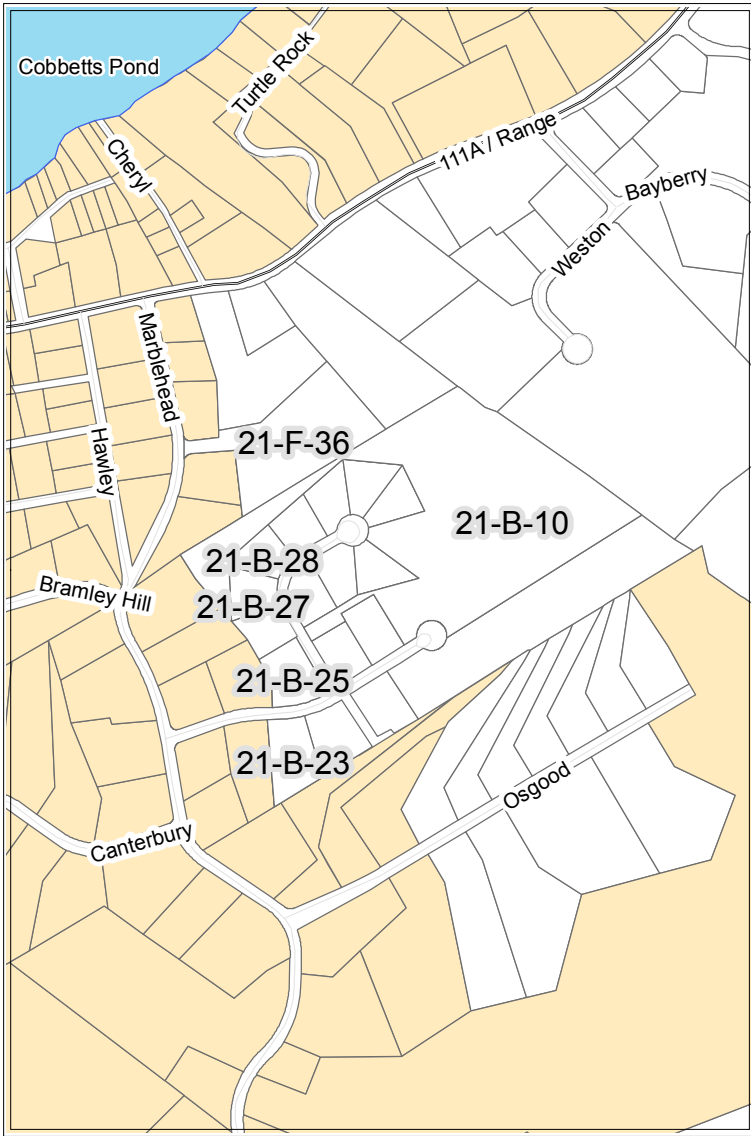 Cobbetts Pond
Turtle Rock
Cheryl
111A / Range
Bayberry
Weston
Marblehead
21-F-36
Hawley
21-B-10
21-B-28
Bramley Hill
21-B-27
21-B-25
21-B-23
Osgood
Canterbury